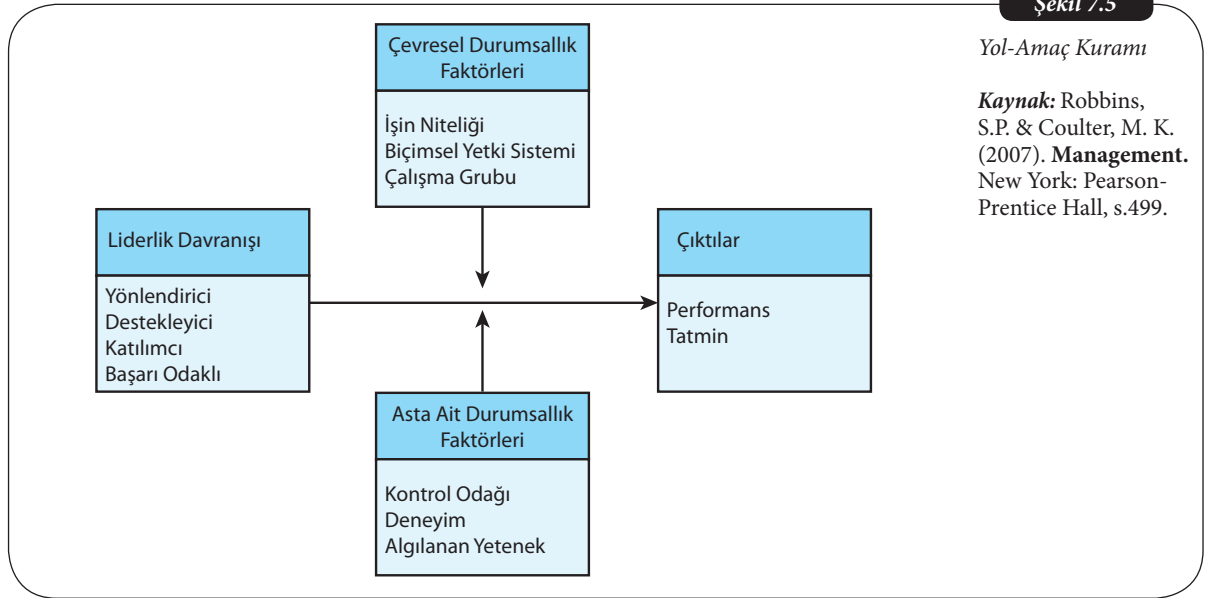 Şekil 7.5
Yol-Amaç Kuramı
Kaynak: Robbins,
S.P. & Coulter, M. K.
(2007). Management.
New York: Pearson-
Prentice Hall, s.499.
Çevresel Durumsallık
Faktörleri
İşin Niteliği
Biçimsel Yetki Sistemi
Çalışma Grubu
Liderlik Davranışı
Yönlendirici
Destekleyici
Katılımcı
Başarı Odaklı
Çıktılar
Performans
Tatmin
Asta Ait Durumsallık
Faktörleri
Kontrol Odağı
Deneyim
Algılanan Yetenek